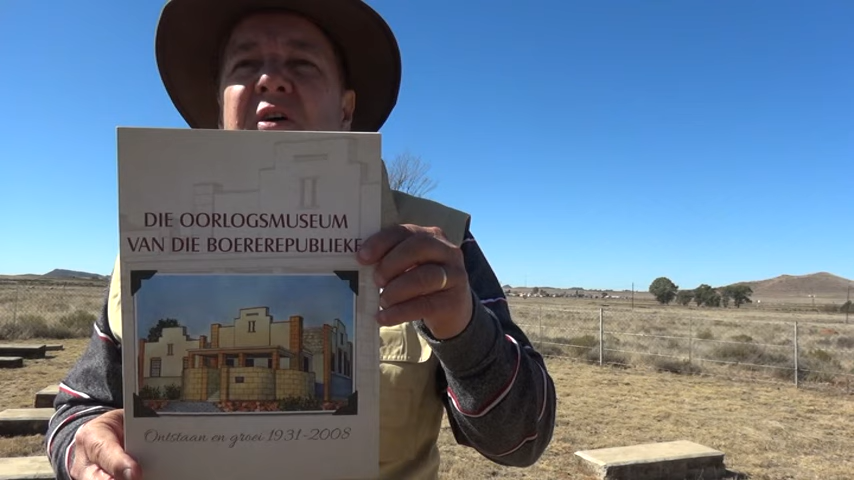 DIE OORLOGSMUSEUM
VAN DIE BOEREREPUBLIEKE
Ontstaan en groei 1931-2008